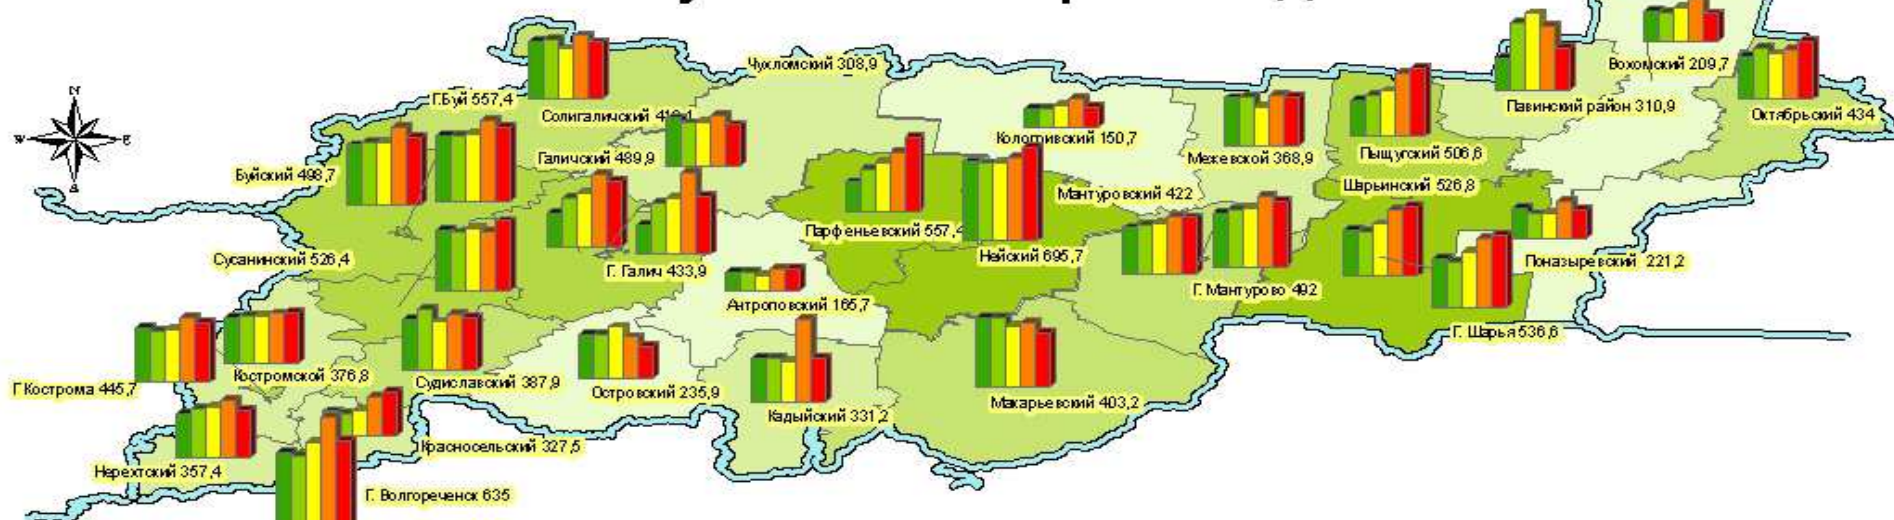 N
W
E
Чухломский 308,9
Вохомский 209,7
Г.Буй 557,4
Солигаличский
Павинский район 310,9
Октябрьский 434
Кологривский 150,7
Галичский 489,9
Межевской 368,9
Пыщугский 506,6
Буйский 498,7
Шарьинский 526,8
Мантуровский 422
Парфеньевский 557,4
Нейский 695,7
Сусанинский 526,4
Г. Галич 433,9
Поназыревский 221,2
Г. Мантурово 492
Антроповский 165,7
Г. Шарья 536,6
Костромской 376,8
Судиславский 387,9
Г Кострома 445,7
Островский 235,9
Макарьевский 403,2
Кадыйский 331,2
Красносельский 327,5
Нерехтский 357,4
Г. Волгореченск 635